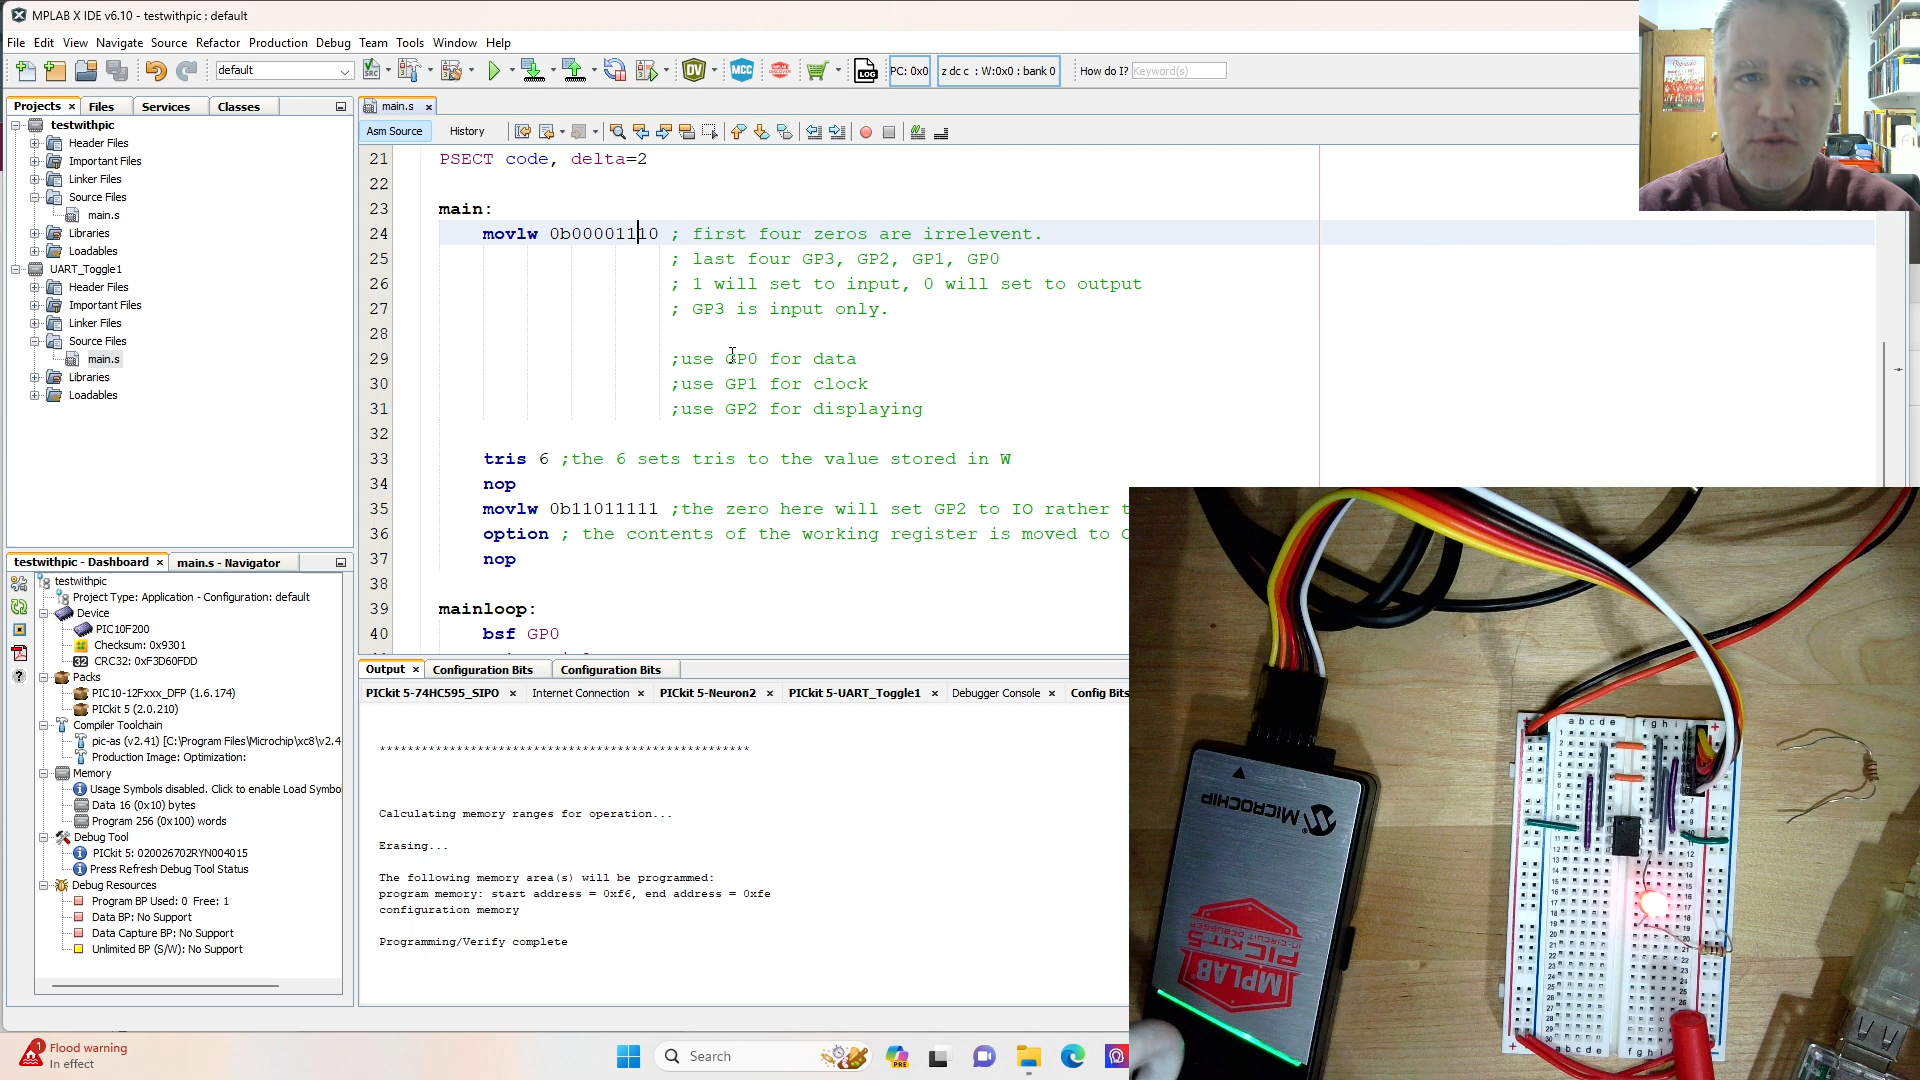 MPLAB X IDE v6.10 - testwithpic : default
File Edit View Navigate Source Refactor Production Debug Team Tools Window Help
default
PC: 0x0
z dc c : W:0x0 : bank 0
How do I? Keyword(s)
Projects
Files
Services
Classes
testwithpic
Header Files
Important Files
Linker Files
Source Files
main.s
Libraries
Loadables
UART_Toggle1
Header Files
Important Files
Linker Files
Source Files
main.s
Libraries
Loadables
main.s
Asm Source
History
21 PSECT code, delta=2
22
23 main:
24 movlw 0b00001110 ; first four zeros are irrelevent.
25 ; last four GP3, GP2, GP1, GP0
26 ; 1 will set to input, 0 will set to output
27 ; GP3 is input only.
28
29 ;use GP0 for data
30 ;use GP1 for clock
31 ;use GP2 for displaying
32
33 tris 6 ;the 6 sets tris to the value stored in W
34 nop
35 movlw 0b11011111 ;the zero here will set GP2 to IO rather t
36 option ; the contents of the working register is moved to
37 nop
38
39 mainloop:
40 bsf GP0
testwithpic - Dashboard
main.s - Navigator
testwithpic
Project Type: Application - Configuration: default
Device
PIC10F200
Checksum: 0x9301
CRC32: 0xF3D60FDD
Packs
PIC10-12Fxxx_DFP (1.6.174)
PICkit 5 (2.0.210)
Compiler Toolchain
pic-as (v2.41) [C:\Program Files\Microchip\xc8\v2.4
Production Image: Optimization:
Memory
Usage Symbols disabled. Click to enable Load Symbo
Data 16 (0x10) bytes
Program 256 (0x100) words
Debug Tool
PICkit 5: 020026702RYN004015
Press Refresh Debug Tool Status
Debug Resources
Program BP Used: 0 Free: 1
Data BP: No Support
Data Capture BP: No Support
Unlimited BP (S/W): No Support
Output
Configuration Bits
Configuration Bits
PICkit 5-74HC595_SIPO
Internet Connection
PICkit 5-Neuron2
PICkit 5-UART_Toggle1
Debugger Console
Config Bits
*****************************************************
Calculating memory ranges for operation...
Erasing...
The following memory area(s) will be programmed:
program memory: start address = 0xf6, end address = 0xfe
configuration memory
Programming/Verify complete
MICROCHIP
MPLAB
PICKIT 5
IN-CIRCUIT DEBUGGER
Flood warning
In effect
Search
PRE